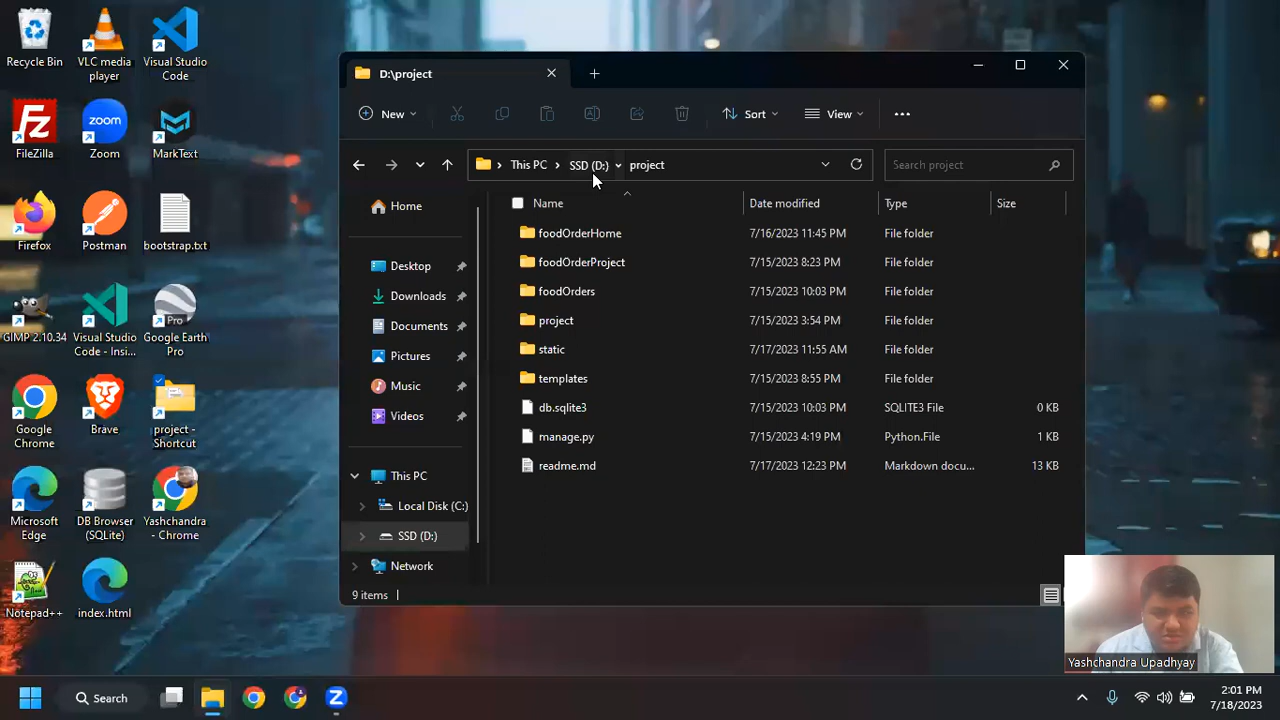 Recycle Bin
VLC media
player
Visual Studio
Code
FileZilla
Zoom
zoom
MarkText
Firefox
Postman
bootstrap.txt
GIMP 2.10.34
Visual Studio
Code - Insi...
Google Earth
Pro
Pro
Google
Chrome
Brave
project -
Shortcut
Microsoft
Edge
DB Browser
(SQLite)
Yashchandra
- Chrome
Notepad++
index.html
D:\project
New
Sort
View
This PC
SSD (D:)
project
Search project
Home
Desktop
Downloads
Documents
Pictures
Music
Videos
This PC
Local Disk (C:)
SSD (D:)
Network
Name Date modified Type Size
foodOrderHome 7/16/2023 11:45 PM File folder
foodOrderProject 7/15/2023 8:23 PM File folder
foodOrders 7/15/2023 10:03 PM File folder
project 7/15/2023 3:54 PM File folder
static 7/17/2023 11:55 AM File folder
templates 7/15/2023 8:55 PM File folder
db.sqlite3 7/15/2023 10:03 PM SQLITE3 File 0 KB
manage.py 7/15/2023 4:19 PM Python.File 1 KB
readme.md 7/17/2023 12:23 PM Markdown docu... 13 KB
9 items
Yashchandra Upadhyay
Search
2:01 PM
7/18/2023